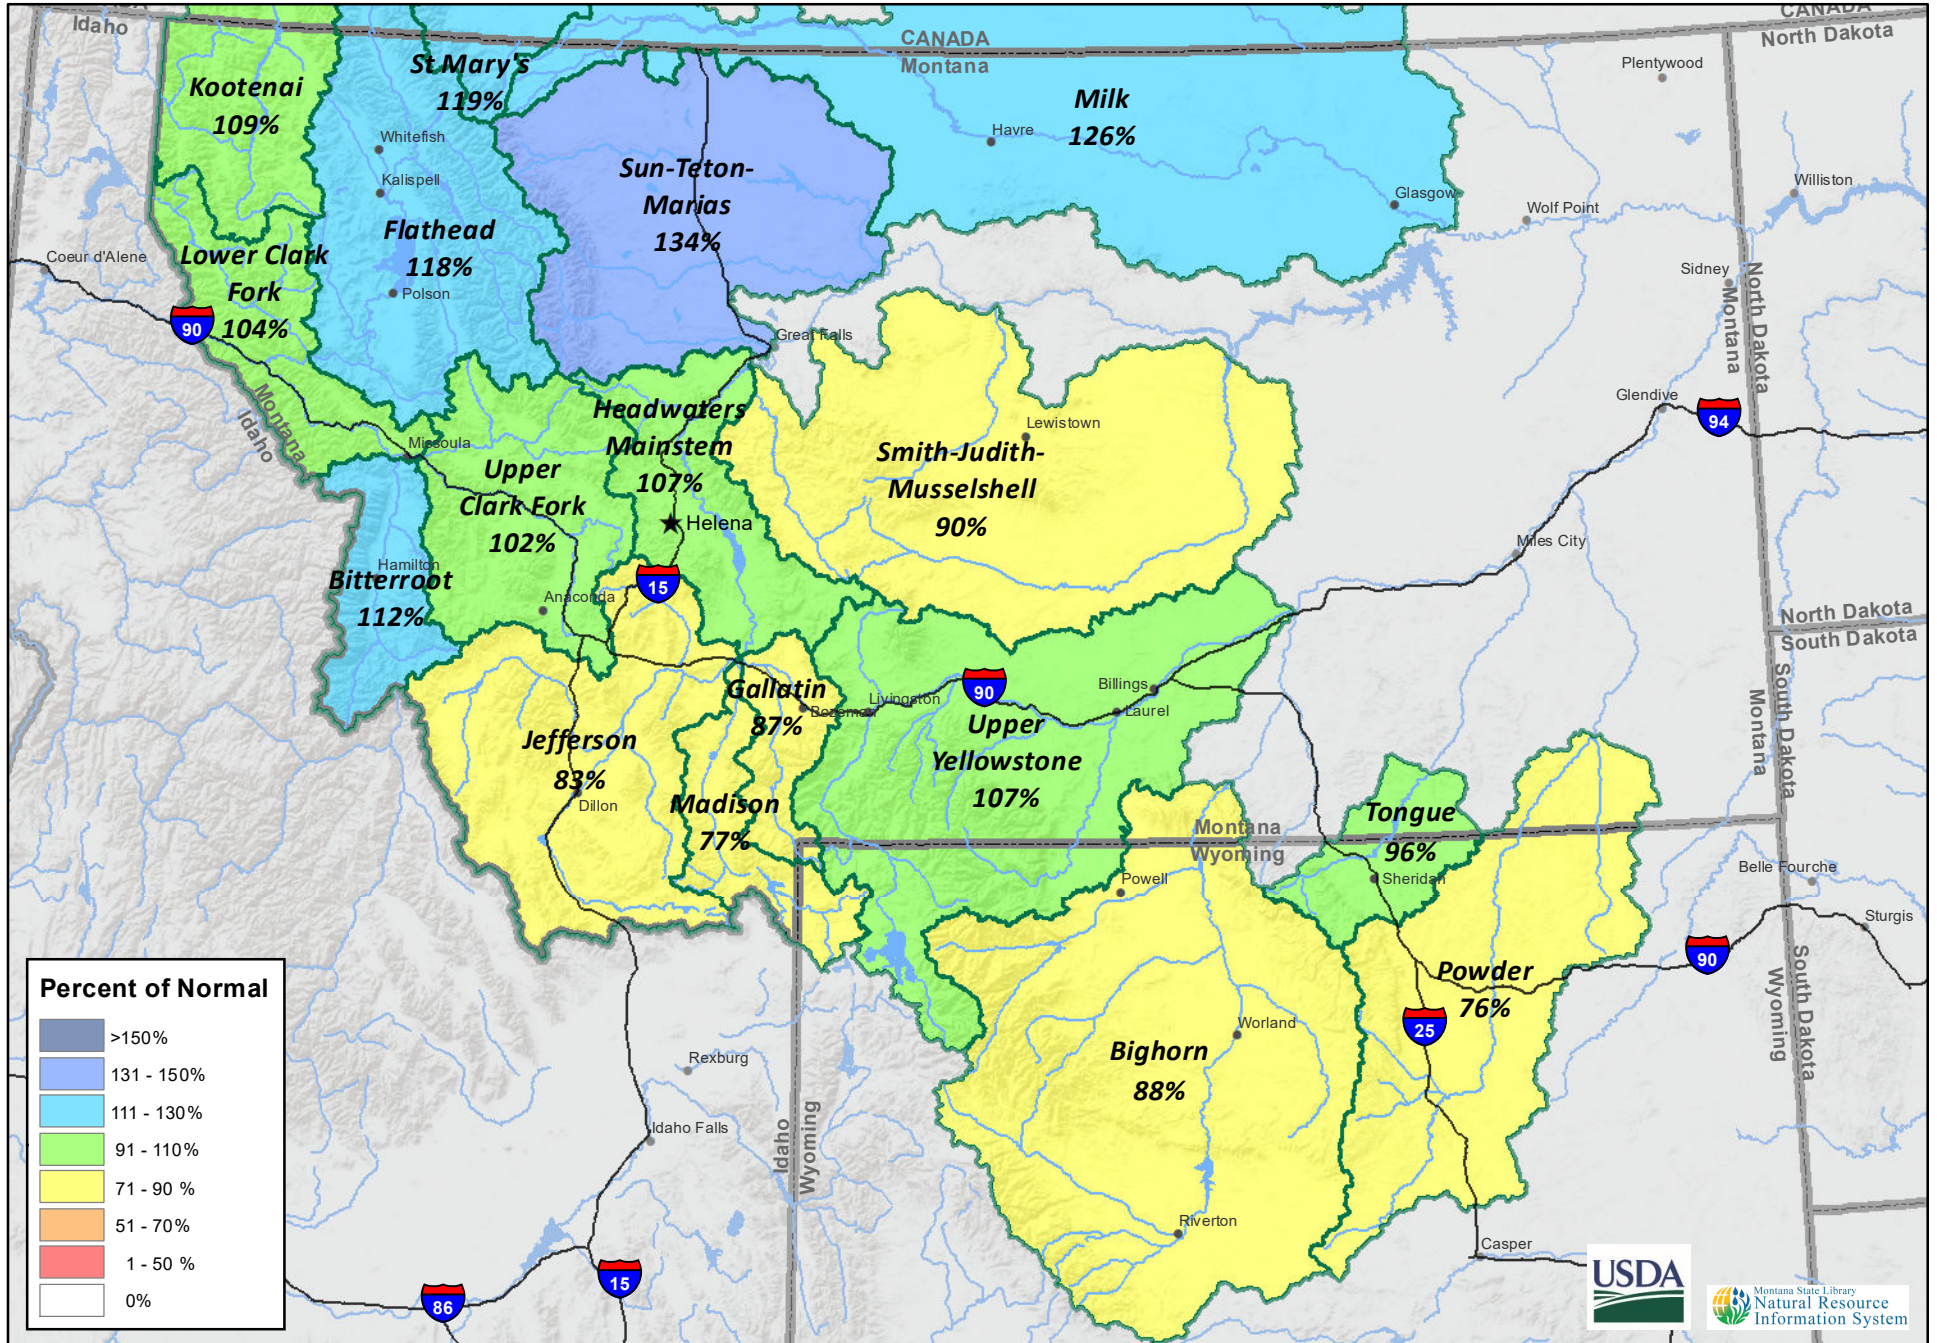 CANADA
Idaho
CANADA
Montana
CANADA
North Dakota
Kootenai
109%
St Mary's
119%
Milk
126%
Plentywood
Whitefish
Havre
Kalispell
Sun-Teton-
Marias
134%
Glasgow
Williston
Wolf Point
Flathead
118%
Lower Clark
Fork
104%
Coeur d'Alene
Polson
Sidney
Montana
North Dakota
90
Great Falls
Montana
Idaho
Glendive
94
Headwaters
Mainstem
107%
Lewistown
Missoula
Smith-Judith-
Musselshell
90%
Upper
Clark Fork
102%
Helena
Miles City
Hamilton
Bitterroot
112%
15
Anaconda
North Dakota
South Dakota
Gallatin
87%
Bozeman
Livingston
90
Billings
Laurel
Upper
Yellowstone
107%
Montana
South Dakota
Jefferson
83%
Dillon
Madison
77%
Montana
Wyoming
Tongue
96%
Sheridan
Powell
Belle Fourche
Sturgis
90
Powder
76%
25
Wyoming
South Dakota
Worland
Bighorn
88%
Rexburg
Idaho Falls
Idaho
Wyoming
Riverton
Casper
86
15
Percent of Normal
>150%
131 - 150%
111 - 130%
91 - 110%
71 - 90 %
51 - 70%
1 - 50 %
0%
USDA
Montana State Library
Natural Resource
Information System